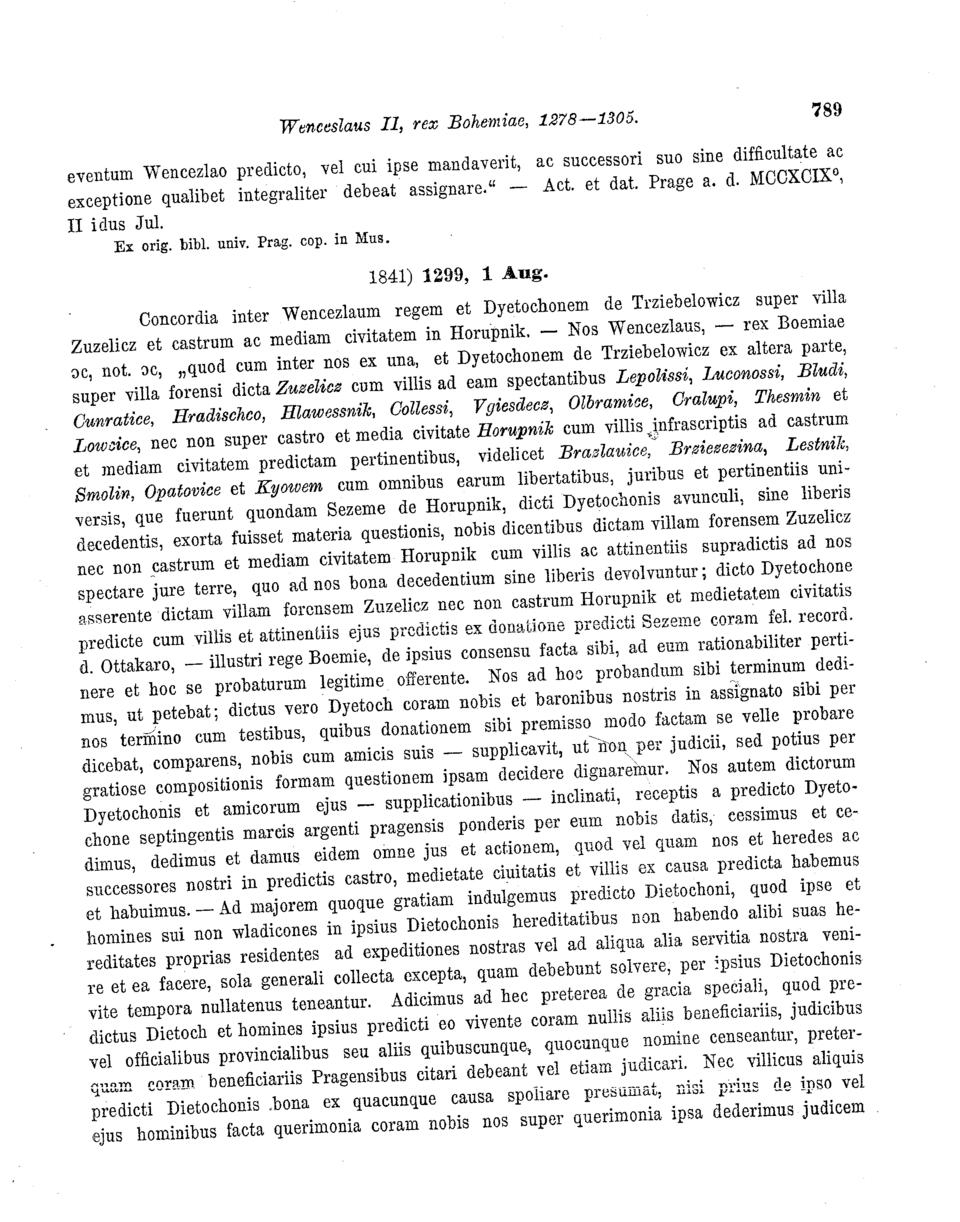 Wenceslaus II, rex Bohemiae, 1278—1305.
789
eventum Wencezlao predicto, vel cui ipse mandaverit, ac successori suo sine difficultate ac
exceptione qualibet integraliter debeat assignare.“ — Act. et dat. Prage a. d. MCCXCIX⁰,
II idus Jul.
Ex orig. bibl. univ. Prag. cop. in Mus.
1841) 1299, 1 Aug.
Concordia inter Wencezlaum regem et Dyetochonem de Trziebelowicz super villa
Zuzelicz et castrum ac mediam civitatem in Horupnik. — Nos Wencezlaus, — rex Boemiae
ɔc, not. ɔc, „quod cum inter nos ex una, et Dyetochonem de Trziebelowicz ex altera parte,
super villa forensi dicta Zuzelicz cum villis ad eam spectantibus Lepolissi, Luconossi, Bludi,
Cunratice, Hradischco, Hlawessnik, Collessi, Vgiesdecz, Olbramice, Cralupi, Thesmin et
Lowcice, nec non super castro et media civitate Horupnik cum villis infrascriptis ad castrum
et mediam civitatem predictam pertinentibus, videlicet Brazlauice, Brziezezina, Lestnik,
Smolin, Opatovice et Kyowem cum omnibus earum libertatibus, juribus et pertinentiis uni-
versis, que fuerunt quondam Sezeme de Horupnik, dicti Dyetochonis avunculi, sine liberis
decedentis, exorta fuisset materia questionis, nobis dicentibus dictam villam forensem Zuzelicz
nec non castrum et mediam civitatem Horupnik cum villis ac attinentiis supradictis ad nos
spectare jure terre, quo ad nos bona decedentium sine liberis devolvuntur; dicto Dyetochone
asserente dictam villam forensem Zuzelicz nec non castrum Horupnik et medietatem civitatis
predicte cum villis et attinentiis ejus predictis ex donatione predicti Sezeme coram fel. record.
d. Ottakaro, — illustri rege Boemie, de ipsius consensu facta sibi, ad eum rationabiliter perti-
nere et hoc se probaturum legitime offerente. Nos ad hoc probandum sibi terminum dedi-
mus, ut petebat; dictus vero Dyetoch coram nobis et baronibus nostris in assignato sibi per
nos termino cum testibus, quibus donationem sibi premisso modo factam se velle probare
dicebat, comparens, nobis cum amicis suis — supplicavit, ut non per judicii, sed potius per
gratiose compositionis formam questionem ipsam decidere dignaremur. Nos autem dictorum
Dyetochonis et amicorum ejus — supplicationibus — inclinati, receptis a predicto Dyeto-
chone septingentis marcis argenti pragensis ponderis per eum nobis datis, cessimus et ce-
dimus, dedimus et damus eidem omne jus et actionem, quod vel quam nos et heredes ac
successores nostri in predictis castro, medietate ciuitatis et villis ex causa predicta habemus
et habuimus. — Ad majorem quoque gratiam indulgemus predicto Dietochoni, quod ipse et
homines sui non wladicones in ipsius Dietochonis hereditatibus non habendo alibi suas he-
reditates proprias residentes ad expeditiones nostras vel ad aliqua alia servitia nostra veni-
re et ea facere, sola generali collecta excepta, quam debebunt solvere, per ipsius Dietochonis
vite tempora nullatenus teneantur. Adicimus ad hec preterea de gracia speciali, quod pre-
dictus Dietoch et homines ipsius predicti eo vivente coram nullis aliis beneficiariis, judicibus
vel officialibus provincialibus seu aliis quibuscunque, quocunque nomine censeantur, preter-
quam coram beneficiariis Pragensibus citari debeant vel etiam judicari. Nec villicus aliquis
predicti Dietochonis bona ex quacunque causa spoliare presumat, nisi prius de ipso vel
ejus hominibus facta querimonia coram nobis nos super querimonia ipsa dederimus judicem